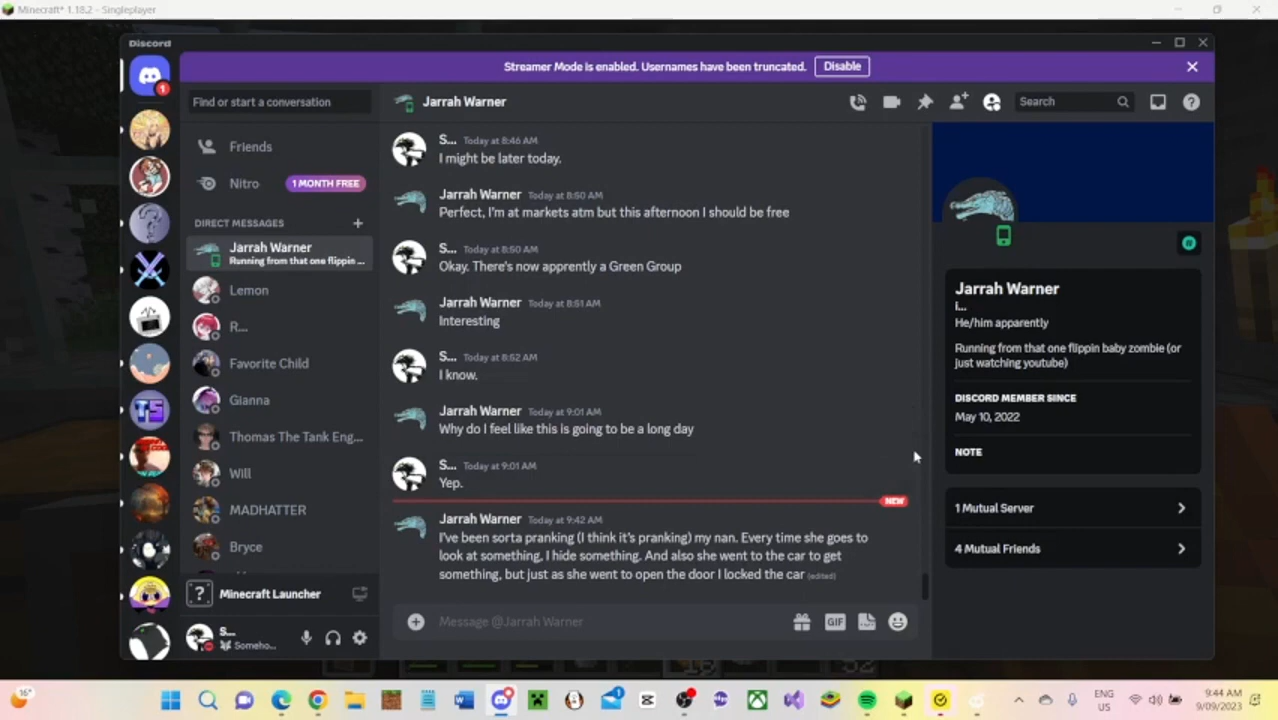 Minecraft* 1.18.2 - Singleplayer
Discord
Streamer Mode is enabled. Usernames have been truncated.
Disable
Find or start a conversation
Friends
Nitro
1 MONTH FREE
DIRECT MESSAGES
Jarrah Warner
Running from that one flippin ...
Lemon
R...
Favorite Child
Gianna
Thomas The Tank Eng...
Will
MADHATTER
Bryce
Minecraft Launcher
S...
Someho...
Jarrah Warner
Search
S... Today at 8:46 AM
I might be later today.
Jarrah Warner Today at 8:50 AM
Perfect, I'm at markets atm but this afternoon I should be free
S... Today at 8:50 AM
Okay. There's now apprently a Green Group
Jarrah Warner Today at 8:51 AM
Interesting
S... Today at 8:52 AM
I know.
Jarrah Warner Today at 9:01 AM
Why do I feel like this is going to be a long day
S... Today at 9:01 AM
Yep.
NEW
Jarrah Warner Today at 9:42 AM
I've been sorta pranking (I think it's pranking) my nan. Every time she goes to
look at something, I hide something. And also she went to the car to get
something, but just as she went to open the door I locked the car (edited)
Message @Jarrah Warner
GIF
Jarrah Warner
i...
He/him apparently
Running from that one flippin baby zombie (or
just watching youtube)
DISCORD MEMBER SINCE
May 10, 2022
NOTE
1 Mutual Server
4 Mutual Friends
16°
ENG
US
9:44 AM
9/09/2023